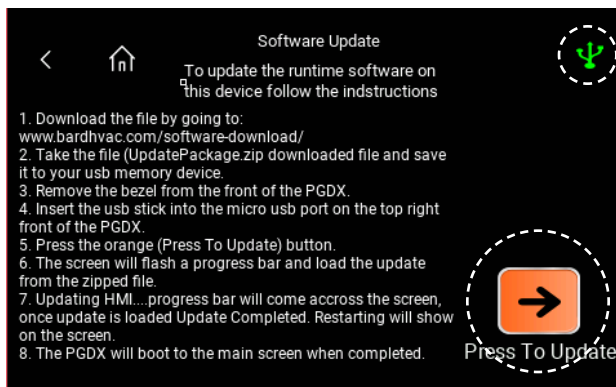 Software Update
To update the runtime software on
this device follow the indstructions
1. Download the file by going to:
www.bardhvac.com/software-download/
2. Take the file (UpdatePackage.zip downloaded file and save
it to your usb memory device.
3. Remove the bezel from the front of the PGDX.
4. Insert the usb stick into the micro usb port on the top right
front of the PGDX.
5. Press the orange (Press To Update) button.
6. The screen will flash a progress bar and load the update
from the zipped file.
7. Updating HMI....progress bar will come accross the screen,
once update is loaded Update Completed. Restarting will show
on the screen.
8. The PGDX will boot to the main screen when completed.
Press To Update